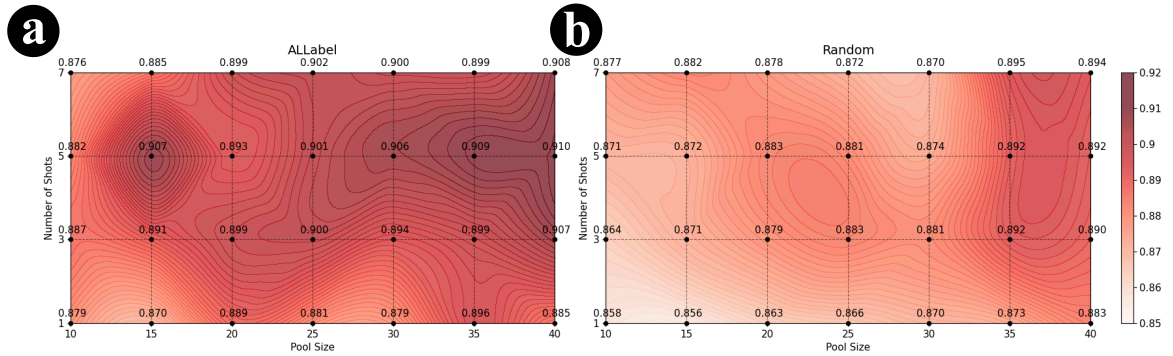 a
b
ALLabel
Random
0.876 0.885 0.899 0.902 0.900 0.899 0.908
0.877 0.882 0.878 0.872 0.870 0.895 0.894
7
7
0.92
0.91
0.9
0.89
0.88
0.87
0.86
0.85
0.882 0.907 0.893 0.901 0.906 0.909 0.910
0.871 0.872 0.883 0.881 0.874 0.892 0.892
5
5
Number of Shots
Number of Shots
0.887 0.891 0.899 0.900 0.894 0.899 0.907
0.864 0.871 0.879 0.883 0.881 0.892 0.890
3
3
0.879 0.870 0.889 0.881 0.879 0.896 0.885
0.858 0.856 0.863 0.866 0.870 0.873 0.883
1
1
10 15 20 25 30 35 40
10 15 20 25 30 35 40
Pool Size
Pool Size